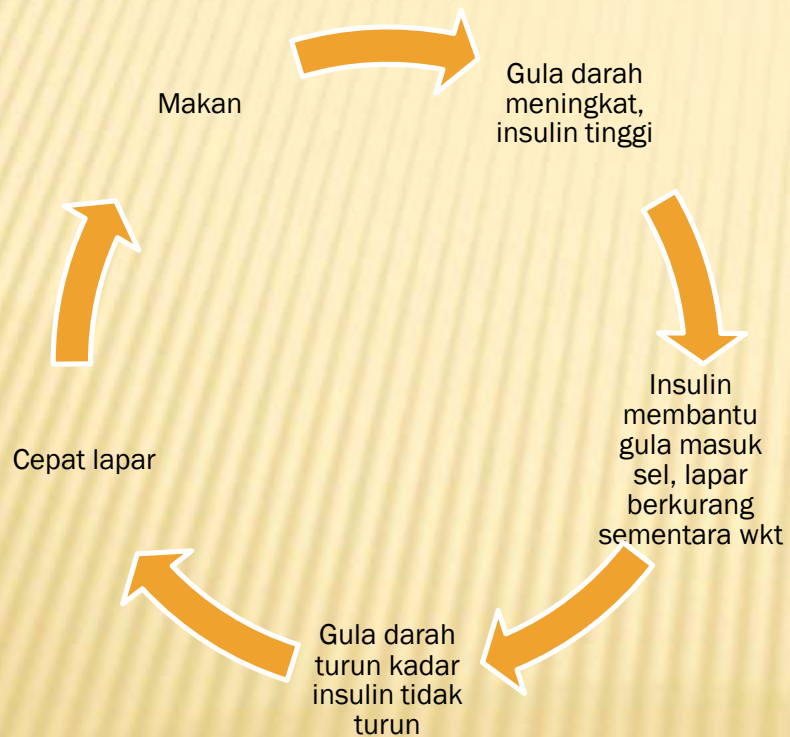 Makan
Gula darah
meningkat,
insulin tinggi
Insulin
membantu
gula masuk
sel, lapar
berkurang
sementara wkt
Gula darah
turun kadar
insulin tidak
turun
Cepat lapar